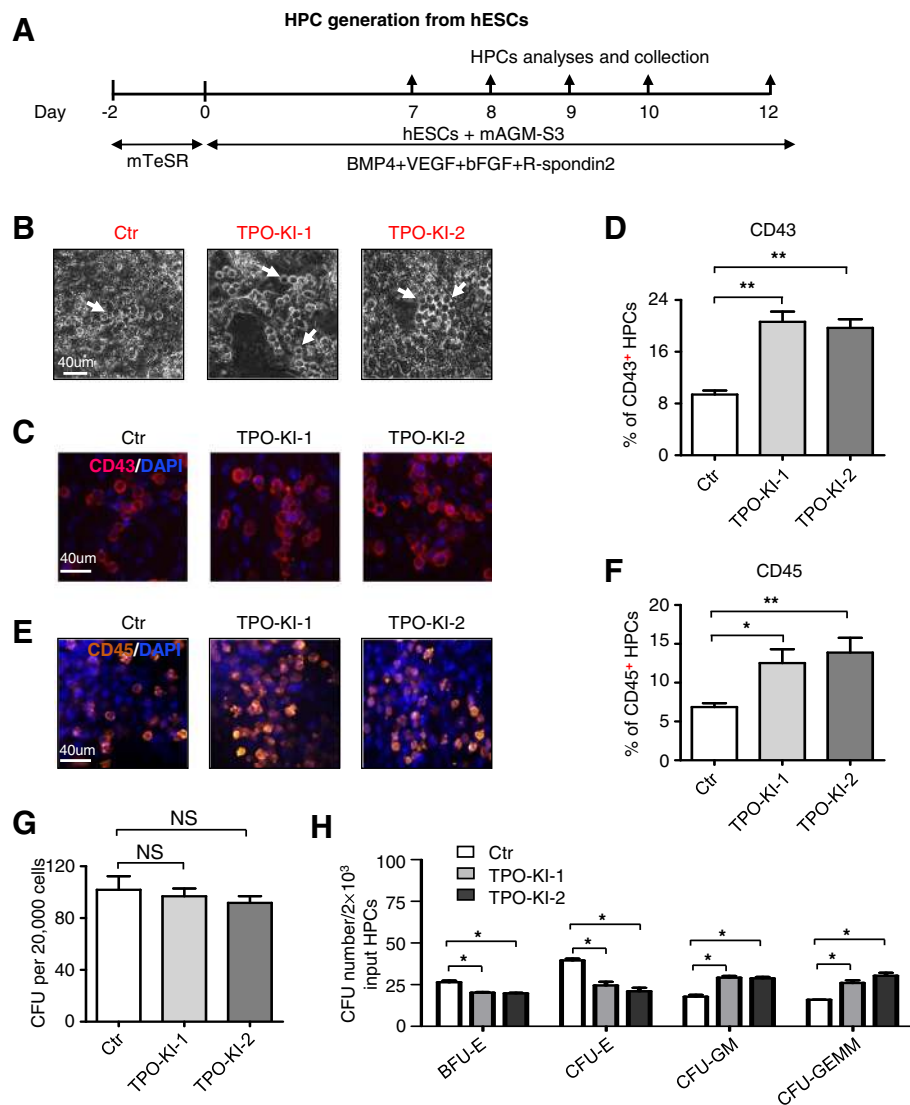 A
HPC generation from hESCs
HPCs analyses and collection
Day
-2
0
7
8
9
10
12
hESCs + mAGM-S3
mTeSR
BMP4+VEGF+bFGF+R-spondin2
B
Ctr
TPO-KI-1
TPO-KI-2
40um
C
Ctr
TPO-KI-1
TPO-KI-2
CD43/DAPI
40um
E
Ctr
TPO-KI-1
TPO-KI-2
CD45/DAPI
40um
D
CD43
**
**
% of CD43+ HPCs
24
16
8
0
Ctr
TPO-KI-1
TPO-KI-2
F
CD45
**
*
% of CD45+ HPCs
20
15
10
5
0
Ctr
TPO-KI-1
TPO-KI-2
G
NS
NS
CFU per 20,000 cells
120
80
40
0
Ctr
TPO-KI-1
TPO-KI-2
H
Ctr
TPO-KI-1
TPO-KI-2
CFU number/2×10³
input HPCs
100
75
50
25
0
*
*
*
*
*
*
*
*
BFU-E
CFU-E
CFU-GM
CFU-GEMM